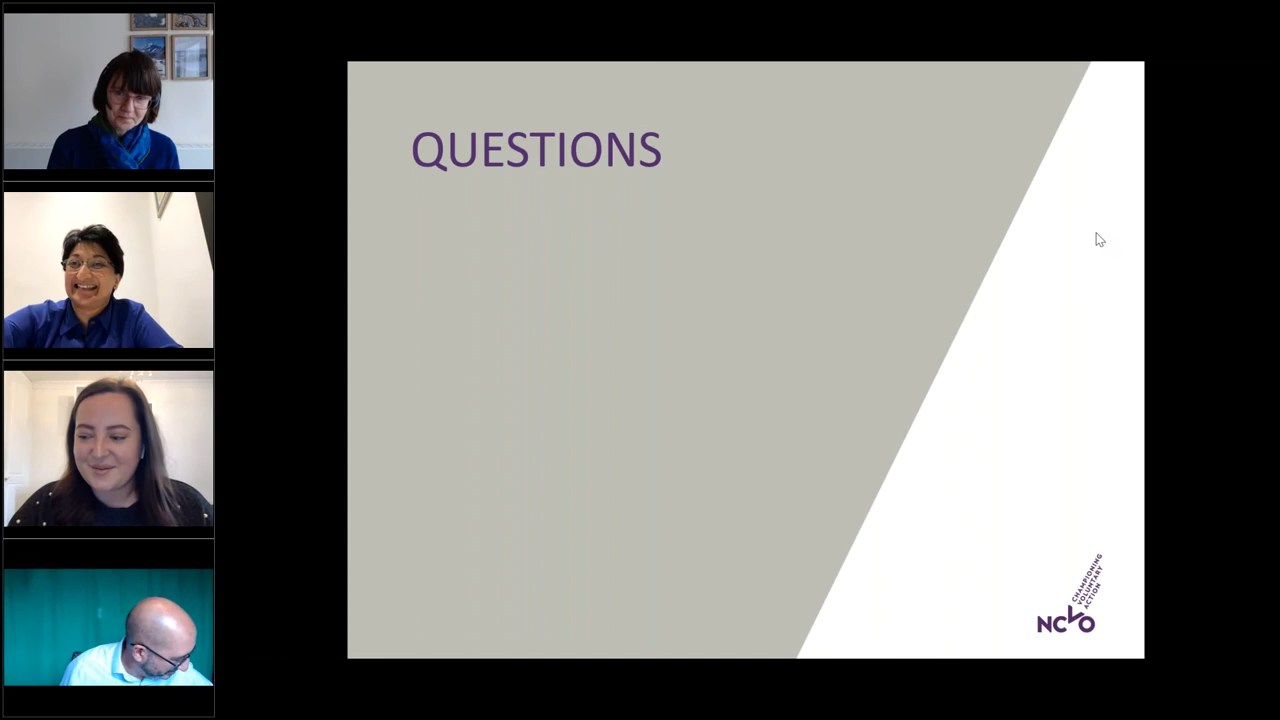 QUESTIONS
CHAMPIONING
VOLUNTARY
ACTION
NCVO